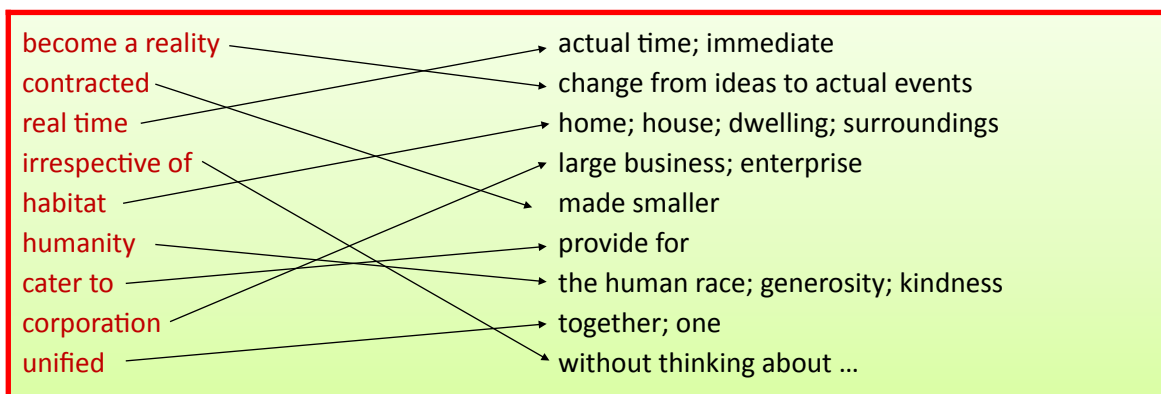 become a reality actual time; immediate
contracted change from ideas to actual events
real time home; house; dwelling; surroundings
irrespective of large business; enterprise
habitat made smaller
humanity provide for
cater to the human race; generosity; kindness
corporation together; one
unified without thinking about …